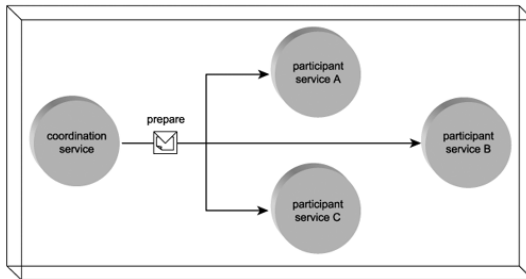 coordination
service
prepare
participant
service A
participant
service B
participant
service C